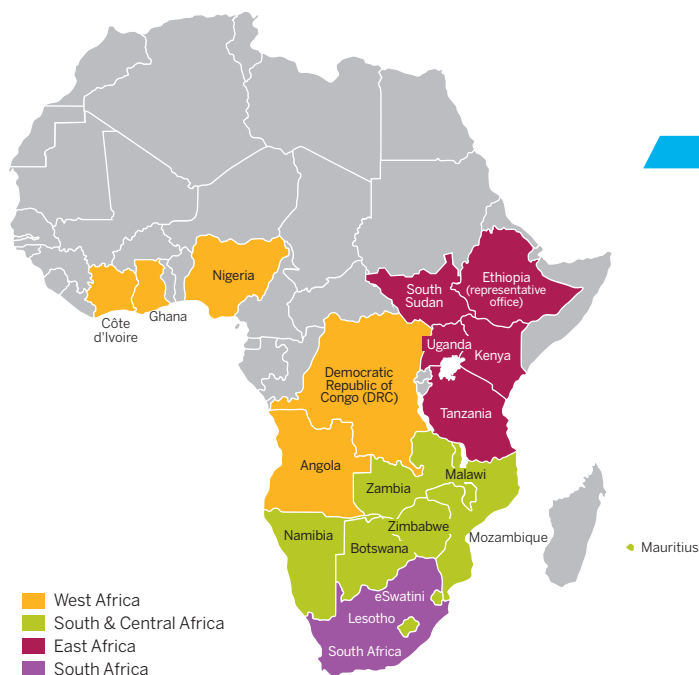 Nigeria
Ethiopia
(representative
office)
South
Sudan
Ghana
Côte
d'Ivoire
Uganda
Kenya
Democratic
Republic of
Congo (DRC)
Tanzania
Angola
Malawi
Zambia
Zimbabwe
Namibia
Mozambique
Botswana
Mauritius
eSwatini
Lesotho
South Africa
West Africa
South & Central Africa
East Africa
South Africa